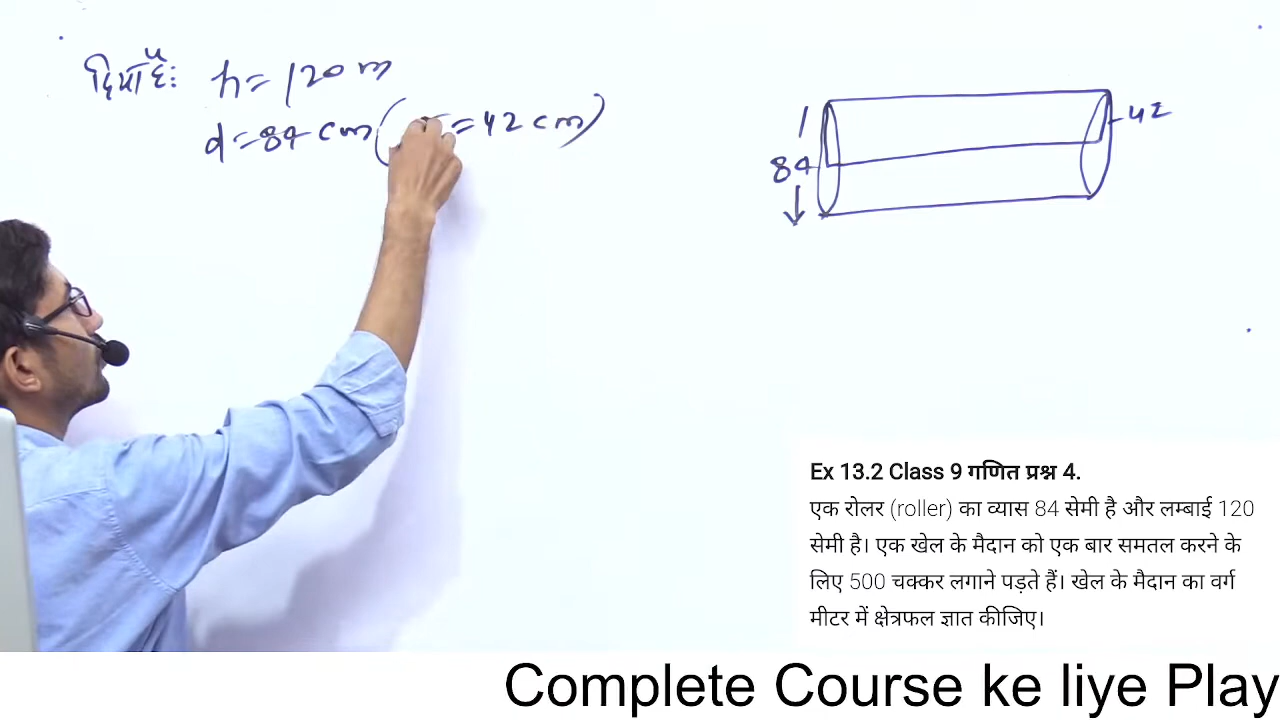 दिया है: h = 120 m
d = 84 cm ( = 42 cm )
84
42
Ex 13.2 Class 9 गणित प्रश्न 4.
एक रोलर (roller) का व्यास 84 सेमी है और लम्बाई 120
सेमी है। एक खेल के मैदान को एक बार समतल करने के
लिए 500 चक्कर लगाने पड़ते हैं। खेल के मैदान का वर्ग
मीटर में क्षेत्रफल ज्ञात कीजिए।
Complete Course ke liye Play